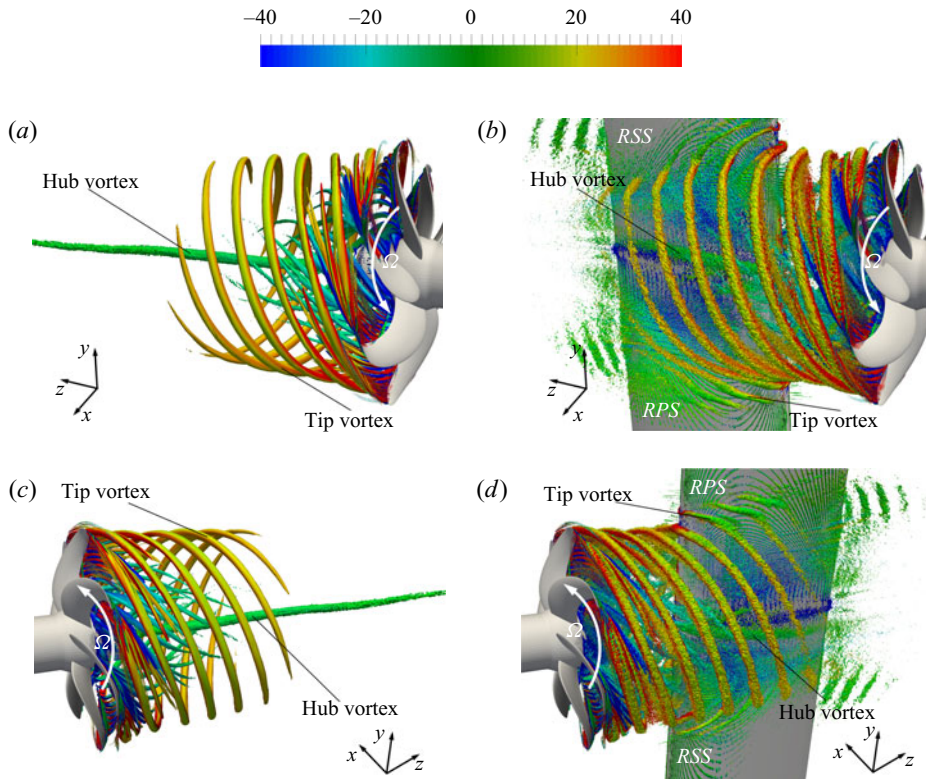 –40 –20 0 20 40
(a)
Hub vortex
Ω
y
z
x
Tip vortex
(b)
RSS
Hub vortex
Ω
y
z
x
RPS
Tip vortex
(c)
Tip vortex
Ω
y
x
z
Hub vortex
(d)
RPS
Tip vortex
Ω
Hub vortex
y
x
z
RSS